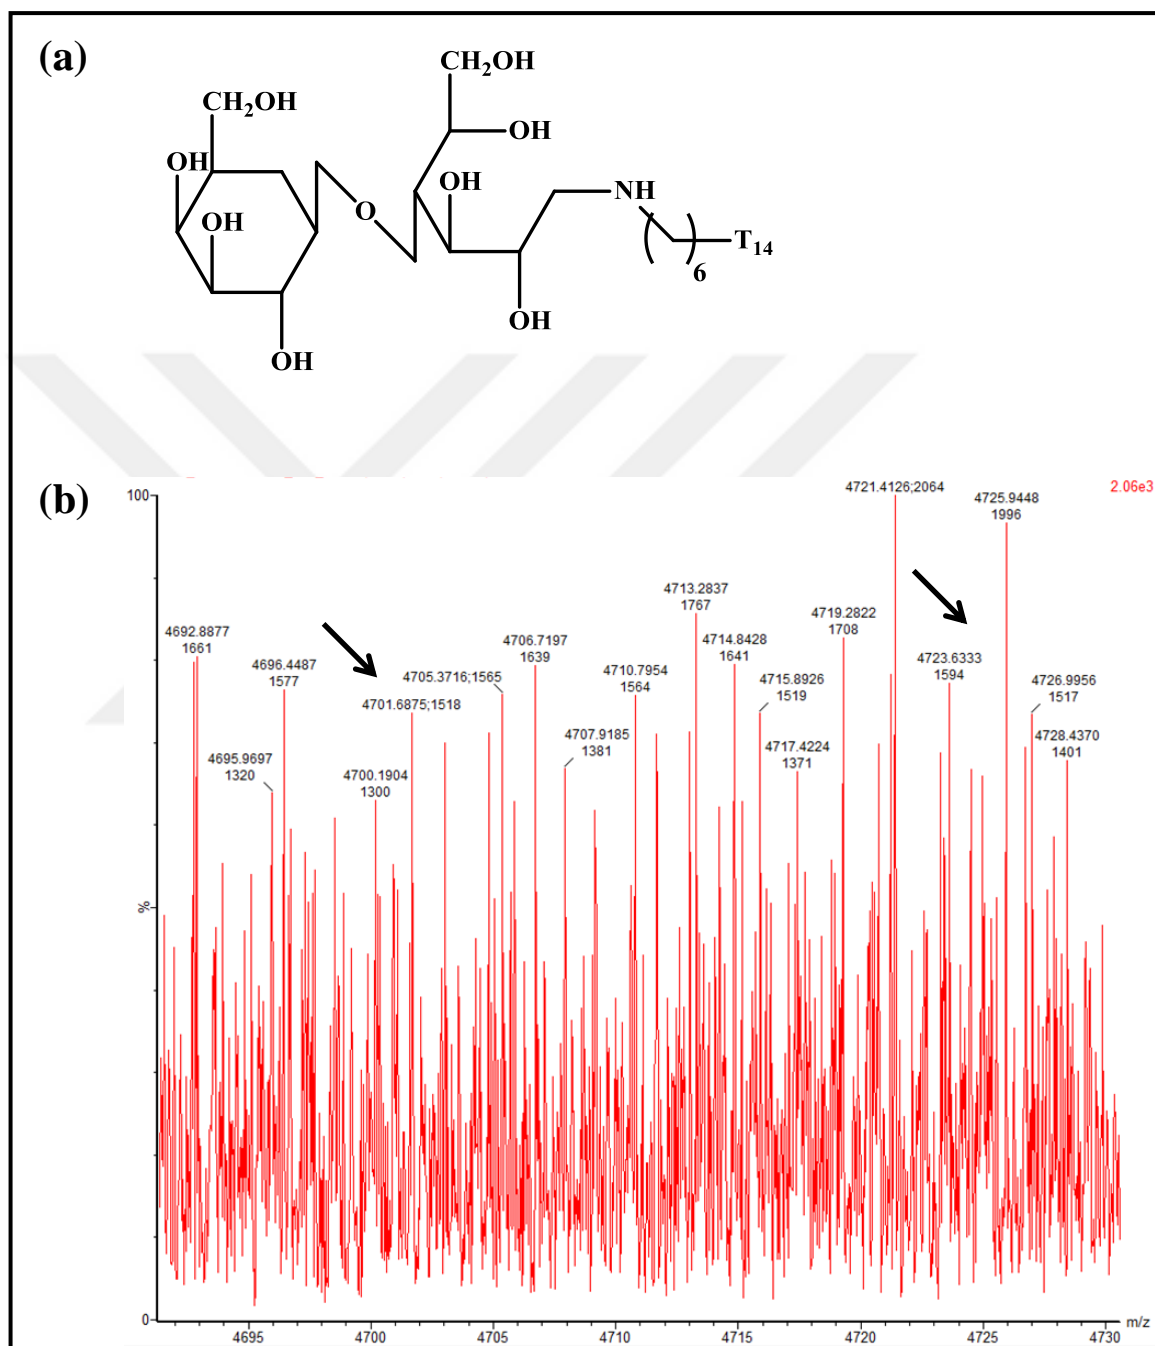 (a)
CH₂OH
CH₂OH
OH
OH
OH
OH
O
NH
T₁₄
6
OH
OH
(b)
100
2.06e3
4721.4126;2064
4725.9448
1996
4713.2837
1767
4719.2822
1708
4692.8877
1661
4706.7197
1639
4714.8428
1641
4696.4487
1577
4705.3716;1565
4710.7954
1564
4723.6333
1594
4701.6875;1518
4715.8926
1519
4726.9956
1517
4707.9185
1381
4717.4224
1371
4728.4370
1401
4695.9697
1320
4700.1904
1300
%
0
m/z
4695 4700 4705 4710 4715 4720 4725 4730